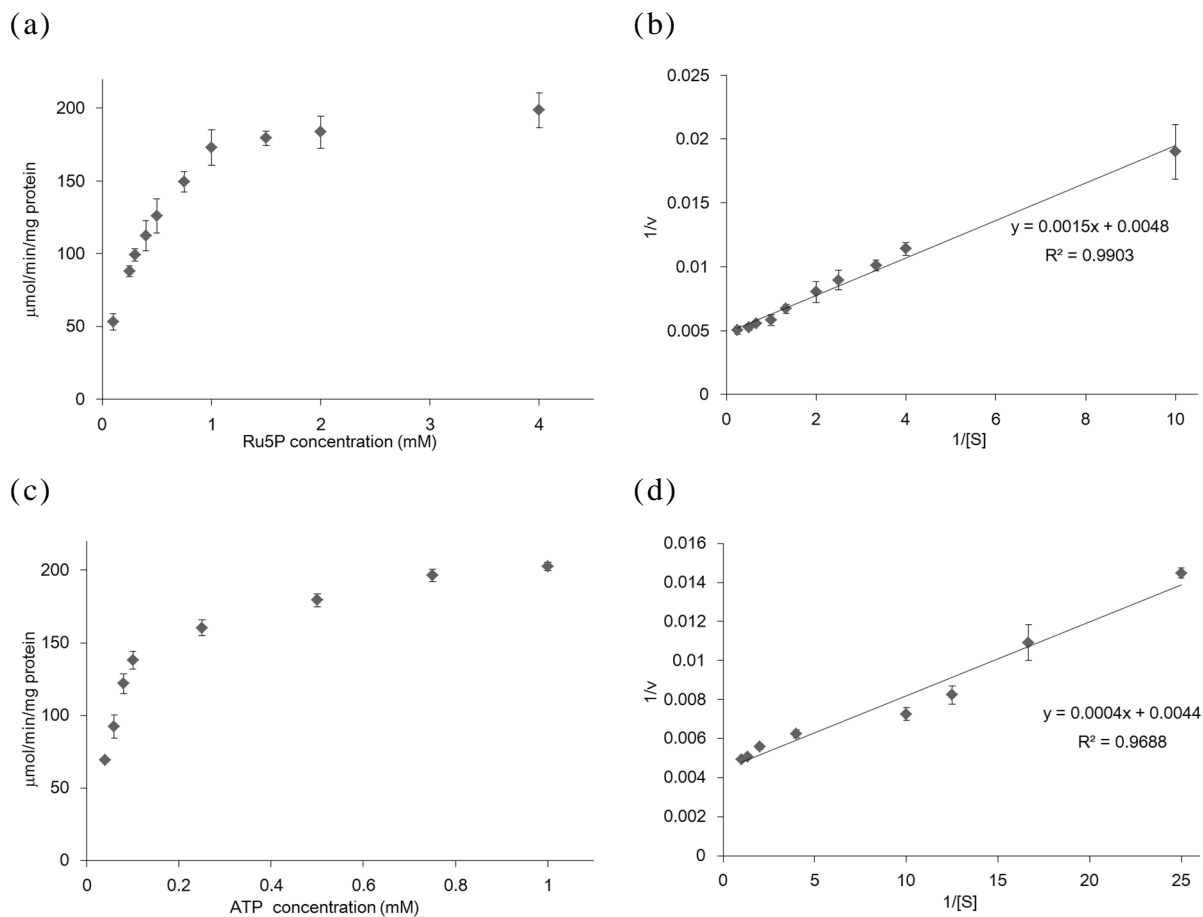 (a)
200
150
100
50
0
μmol/min/mg protein
0 1 2 3 4
Ru5P concentration (mM)
(b)
0.025
0.02
0.015
0.01
0.005
0
1/v
y = 0.0015x + 0.0048
R² = 0.9903
0 2 4 6 8 10
1/[S]
(c)
200
150
100
50
0
μmol/min/mg protein
0 0.2 0.4 0.6 0.8 1
ATP concentration (mM)
(d)
0.016
0.014
0.012
0.01
0.008
0.006
0.004
0.002
0
1/v
y = 0.0004x + 0.0044
R² = 0.9688
0 5 10 15 20 25
1/[S]